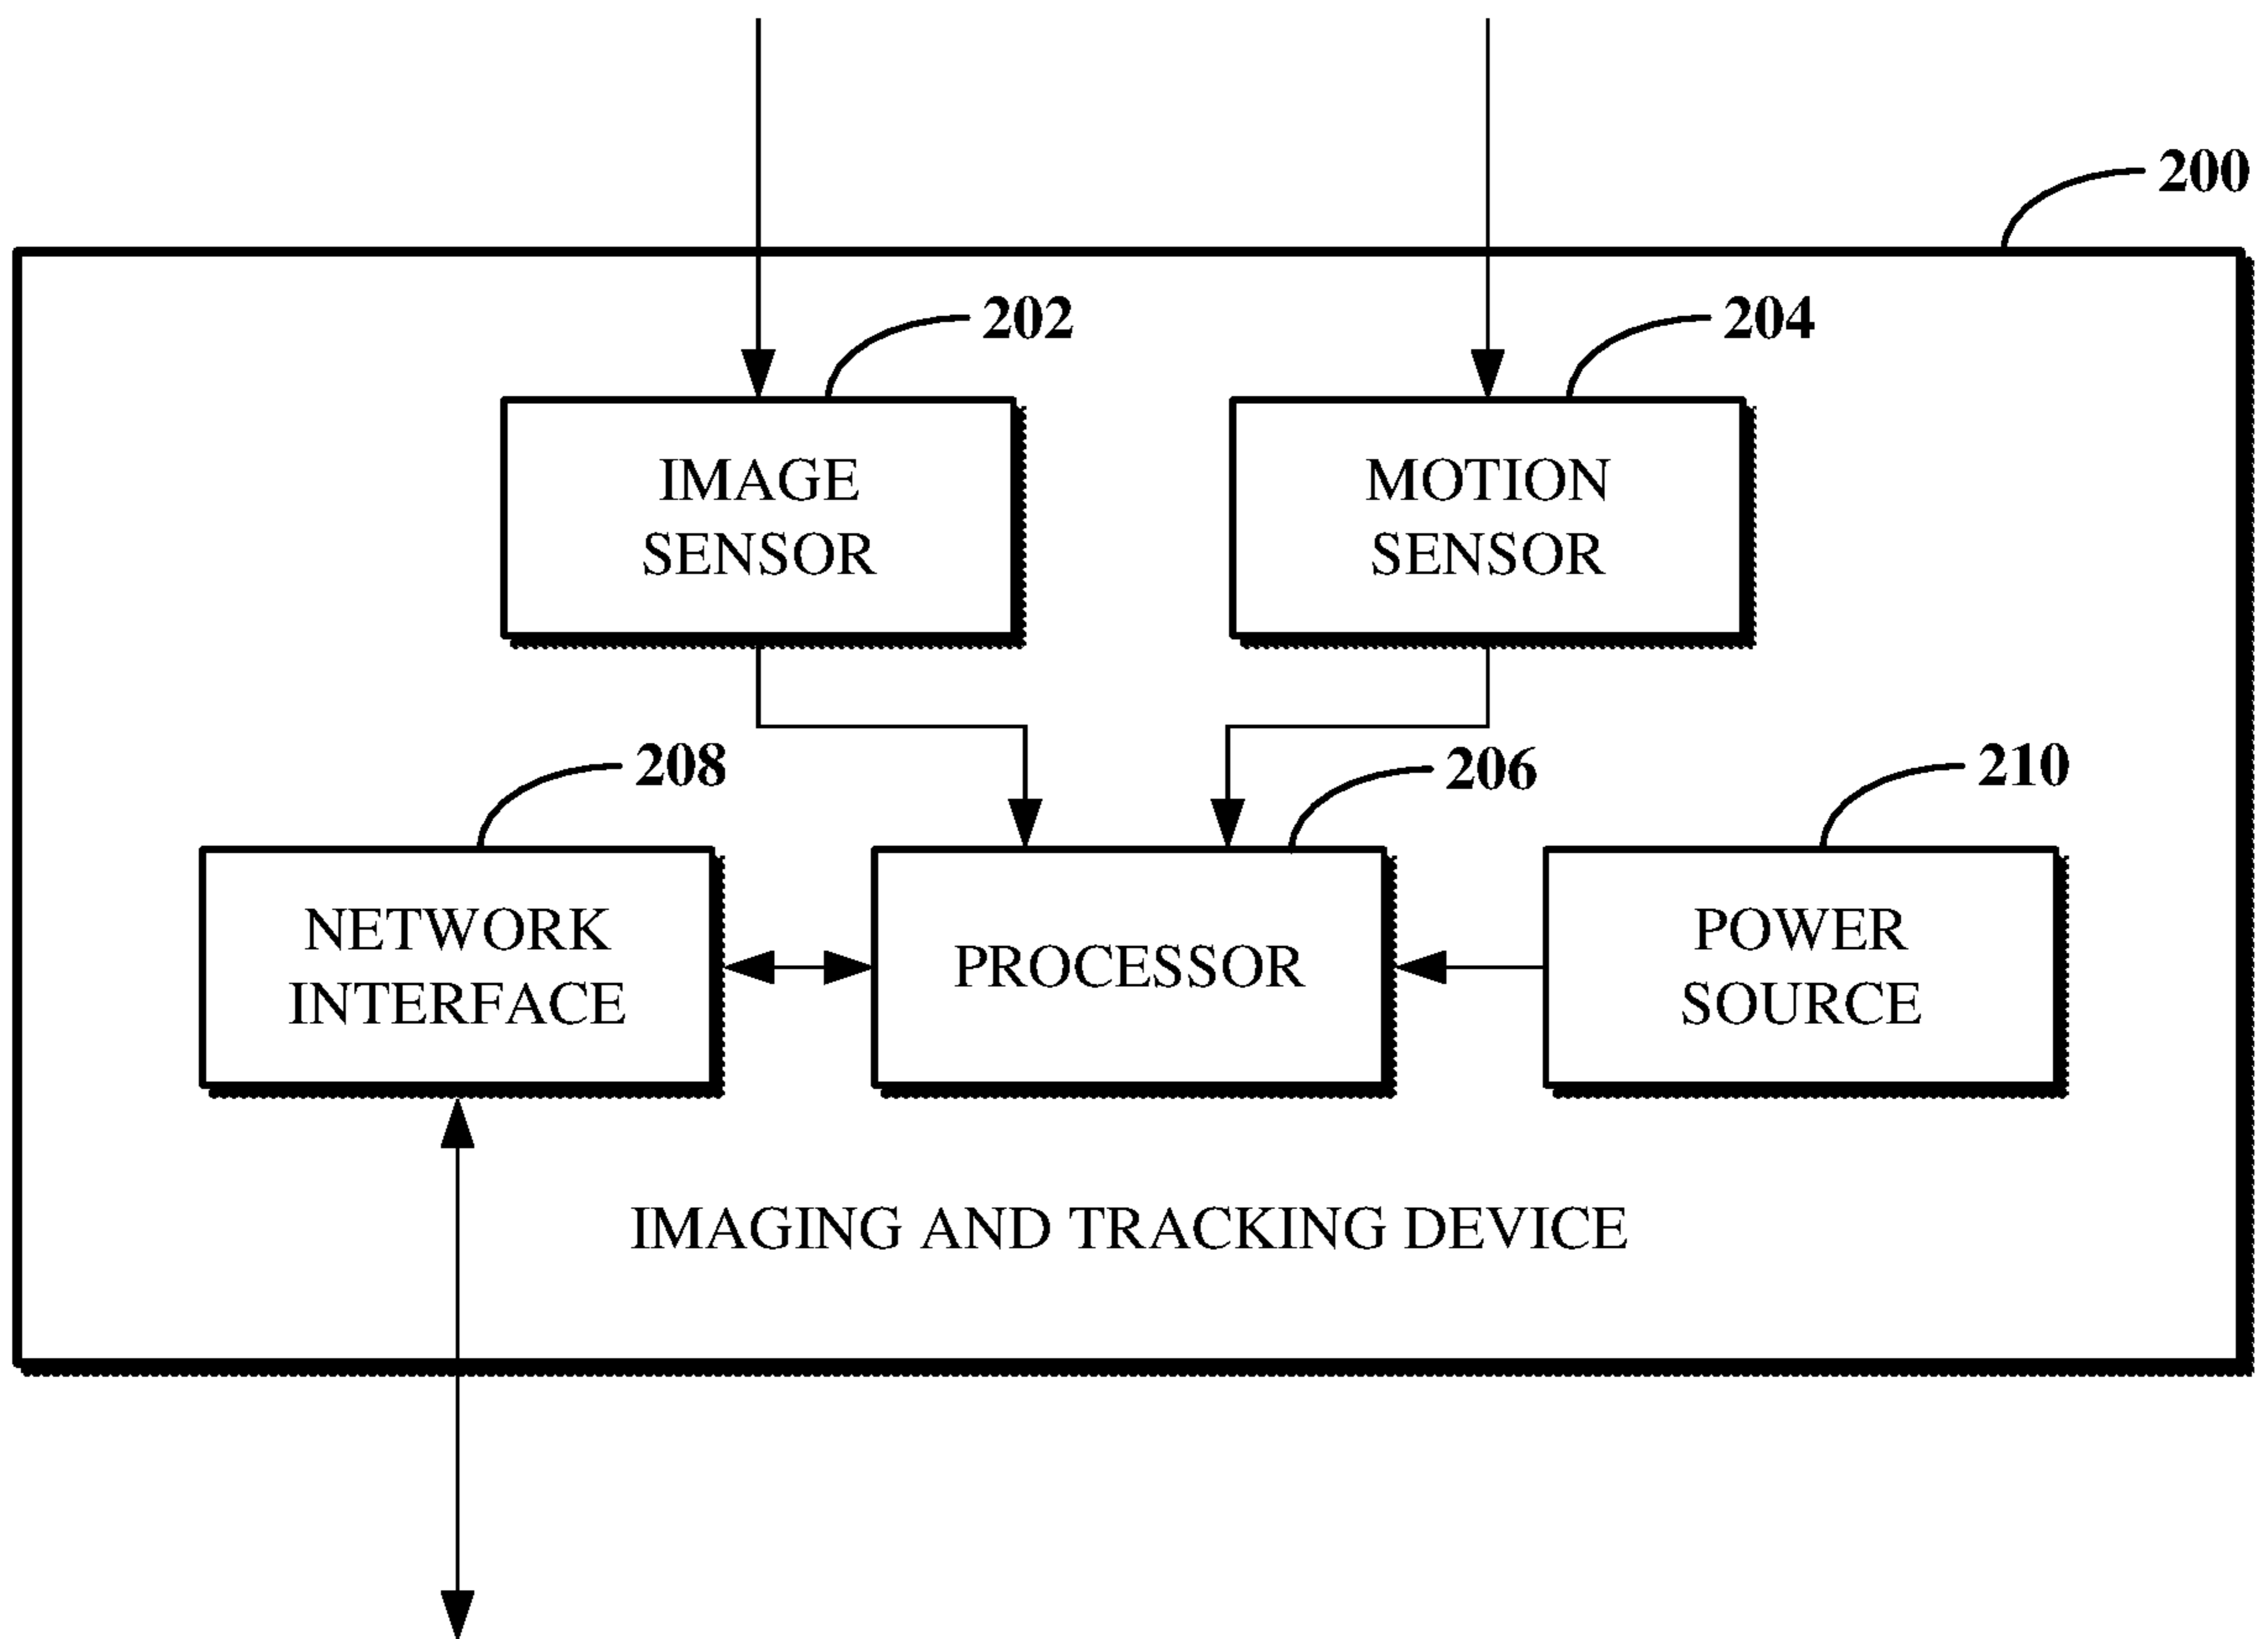 200
202
204
IMAGE
SENSOR
MOTION
SENSOR
208
206
210
NETWORK
INTERFACE
PROCESSOR
POWER
SOURCE
IMAGING AND TRACKING DEVICE